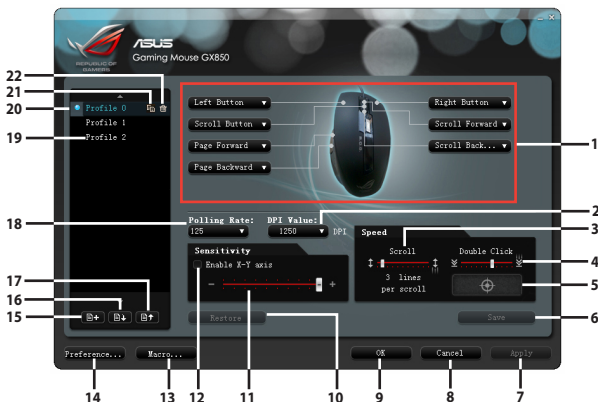 REPUBLIC OF
GAMERS
ASUS
Gaming Mouse GX850
22
21
20
19
Profile 0
Profile 1
Profile 2
Left Button
Scroll Button
Page Forward
Page Backward
Right Button
Scroll Forward
Scroll Back...
1
2
18
Polling Rate:
125
DPI Value:
1250
DPI
Speed
3
Scroll
Double Click
4
3 lines
per scroll
5
Sensitivity
Enable X-Y axis
- +
17
16
15
Restore
Save
6
Preference...
Macro...
OK
Cancel
Apply
14
13
12
11
10
9
8
7